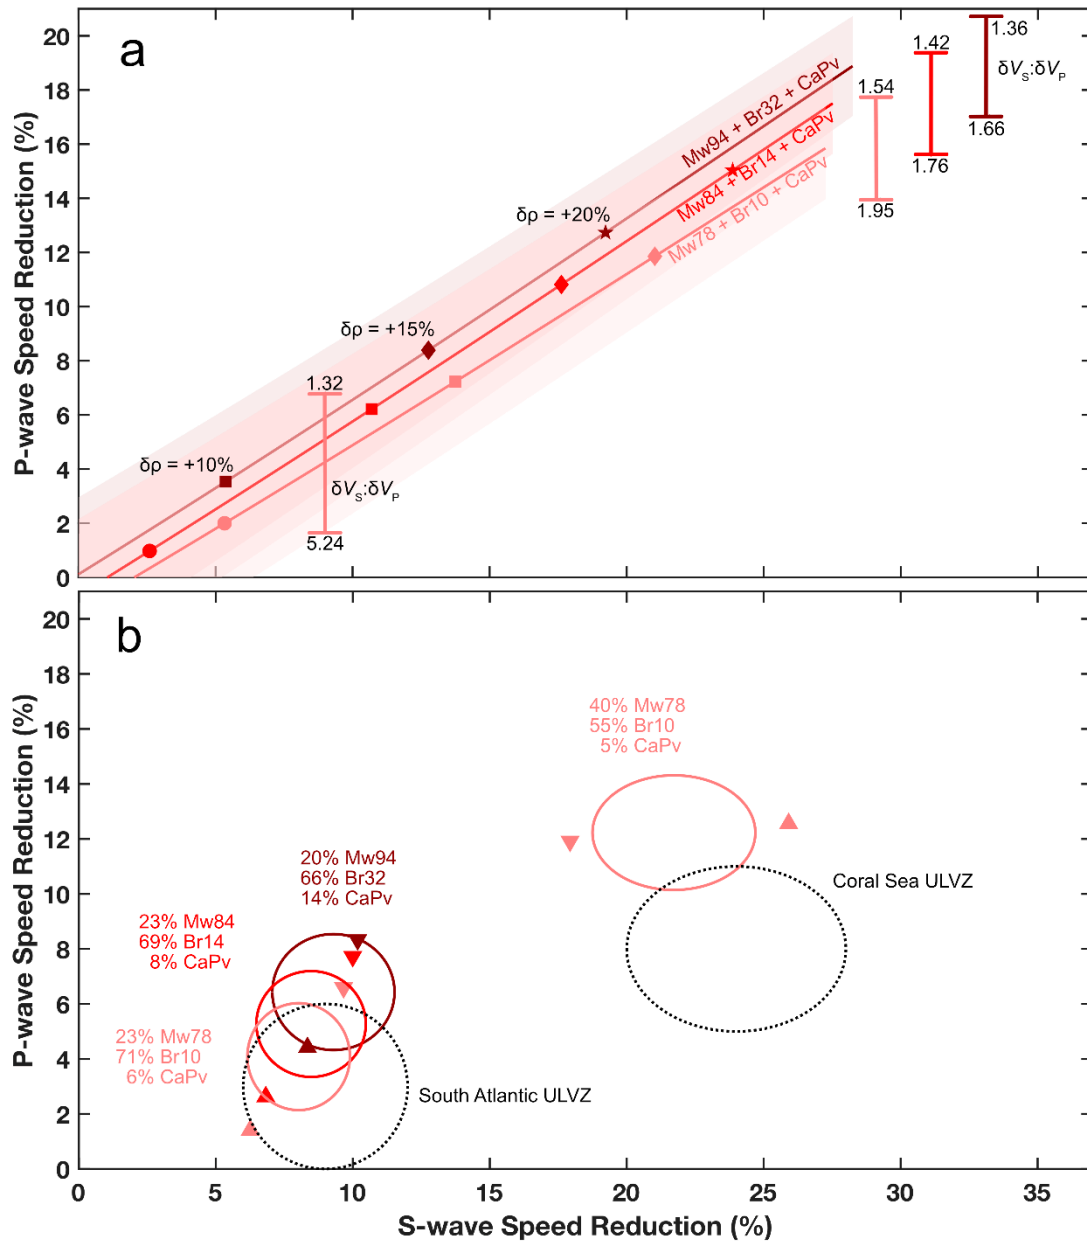 a
P-wave Speed Reduction (%)
20
18
16
14
12
10
8
6
4
2
0
Mw94 + Br32 + CaPv
Mw84 + Br14 + CaPv
Mw78 + Br10 + CaPv
δρ = +20%
δρ = +15%
δρ = +10%
1.32
δVS:δVP
5.24
1.54
1.95
1.42
1.76
1.36
δVS:δVP
1.66
b
P-wave Speed Reduction (%)
20
18
16
14
12
10
8
6
4
2
0
40% Mw78
55% Br10
5% CaPv
Coral Sea ULVZ
20% Mw94
66% Br32
14% CaPv
23% Mw84
69% Br14
8% CaPv
23% Mw78
71% Br10
6% CaPv
South Atlantic ULVZ
0 5 10 15 20 25 30 35
S-wave Speed Reduction (%)